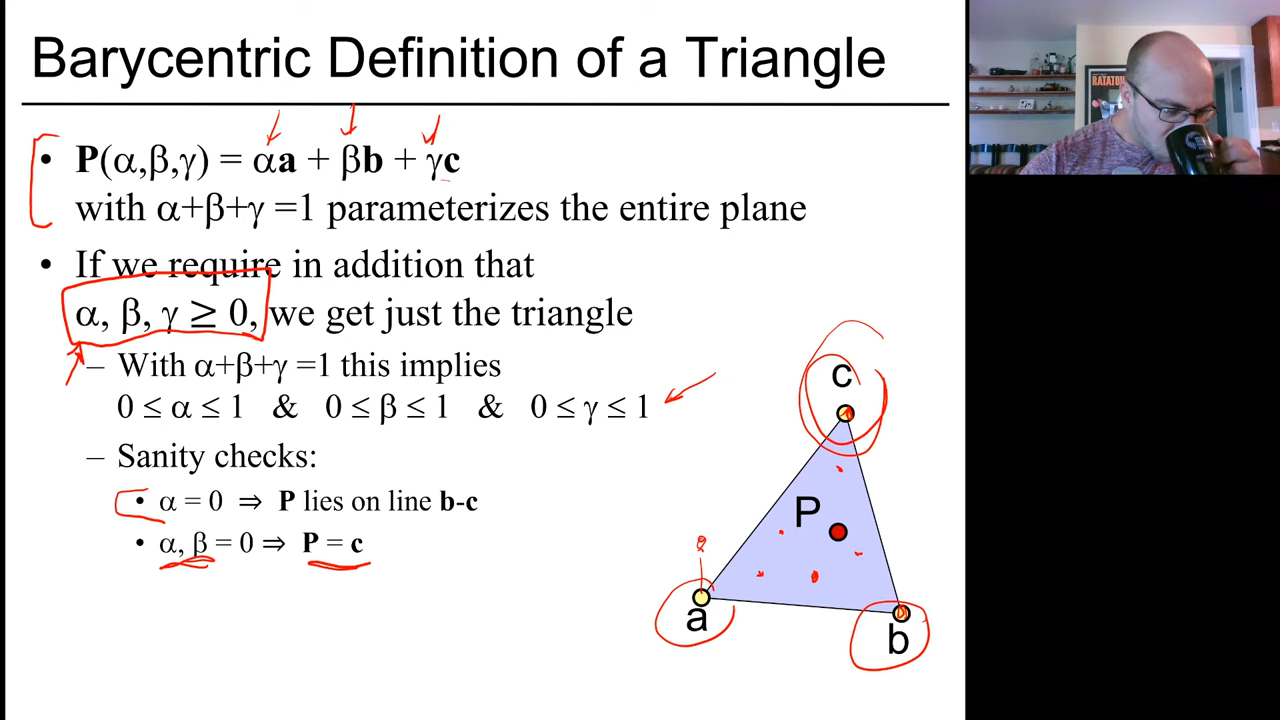 Barycentric Definition of a Triangle
• P(α,β,γ) = αa + βb + γc
with α+β+γ =1 parameterizes the entire plane
• If we require in addition that
α, β, γ ≥ 0, we get just the triangle
– With α+β+γ =1 this implies
0 ≤ α ≤ 1 & 0 ≤ β ≤ 1 & 0 ≤ γ ≤ 1
– Sanity checks:
• α = 0 ⇒ P lies on line b-c
• α, β = 0 ⇒ P = c
c
P
a
b